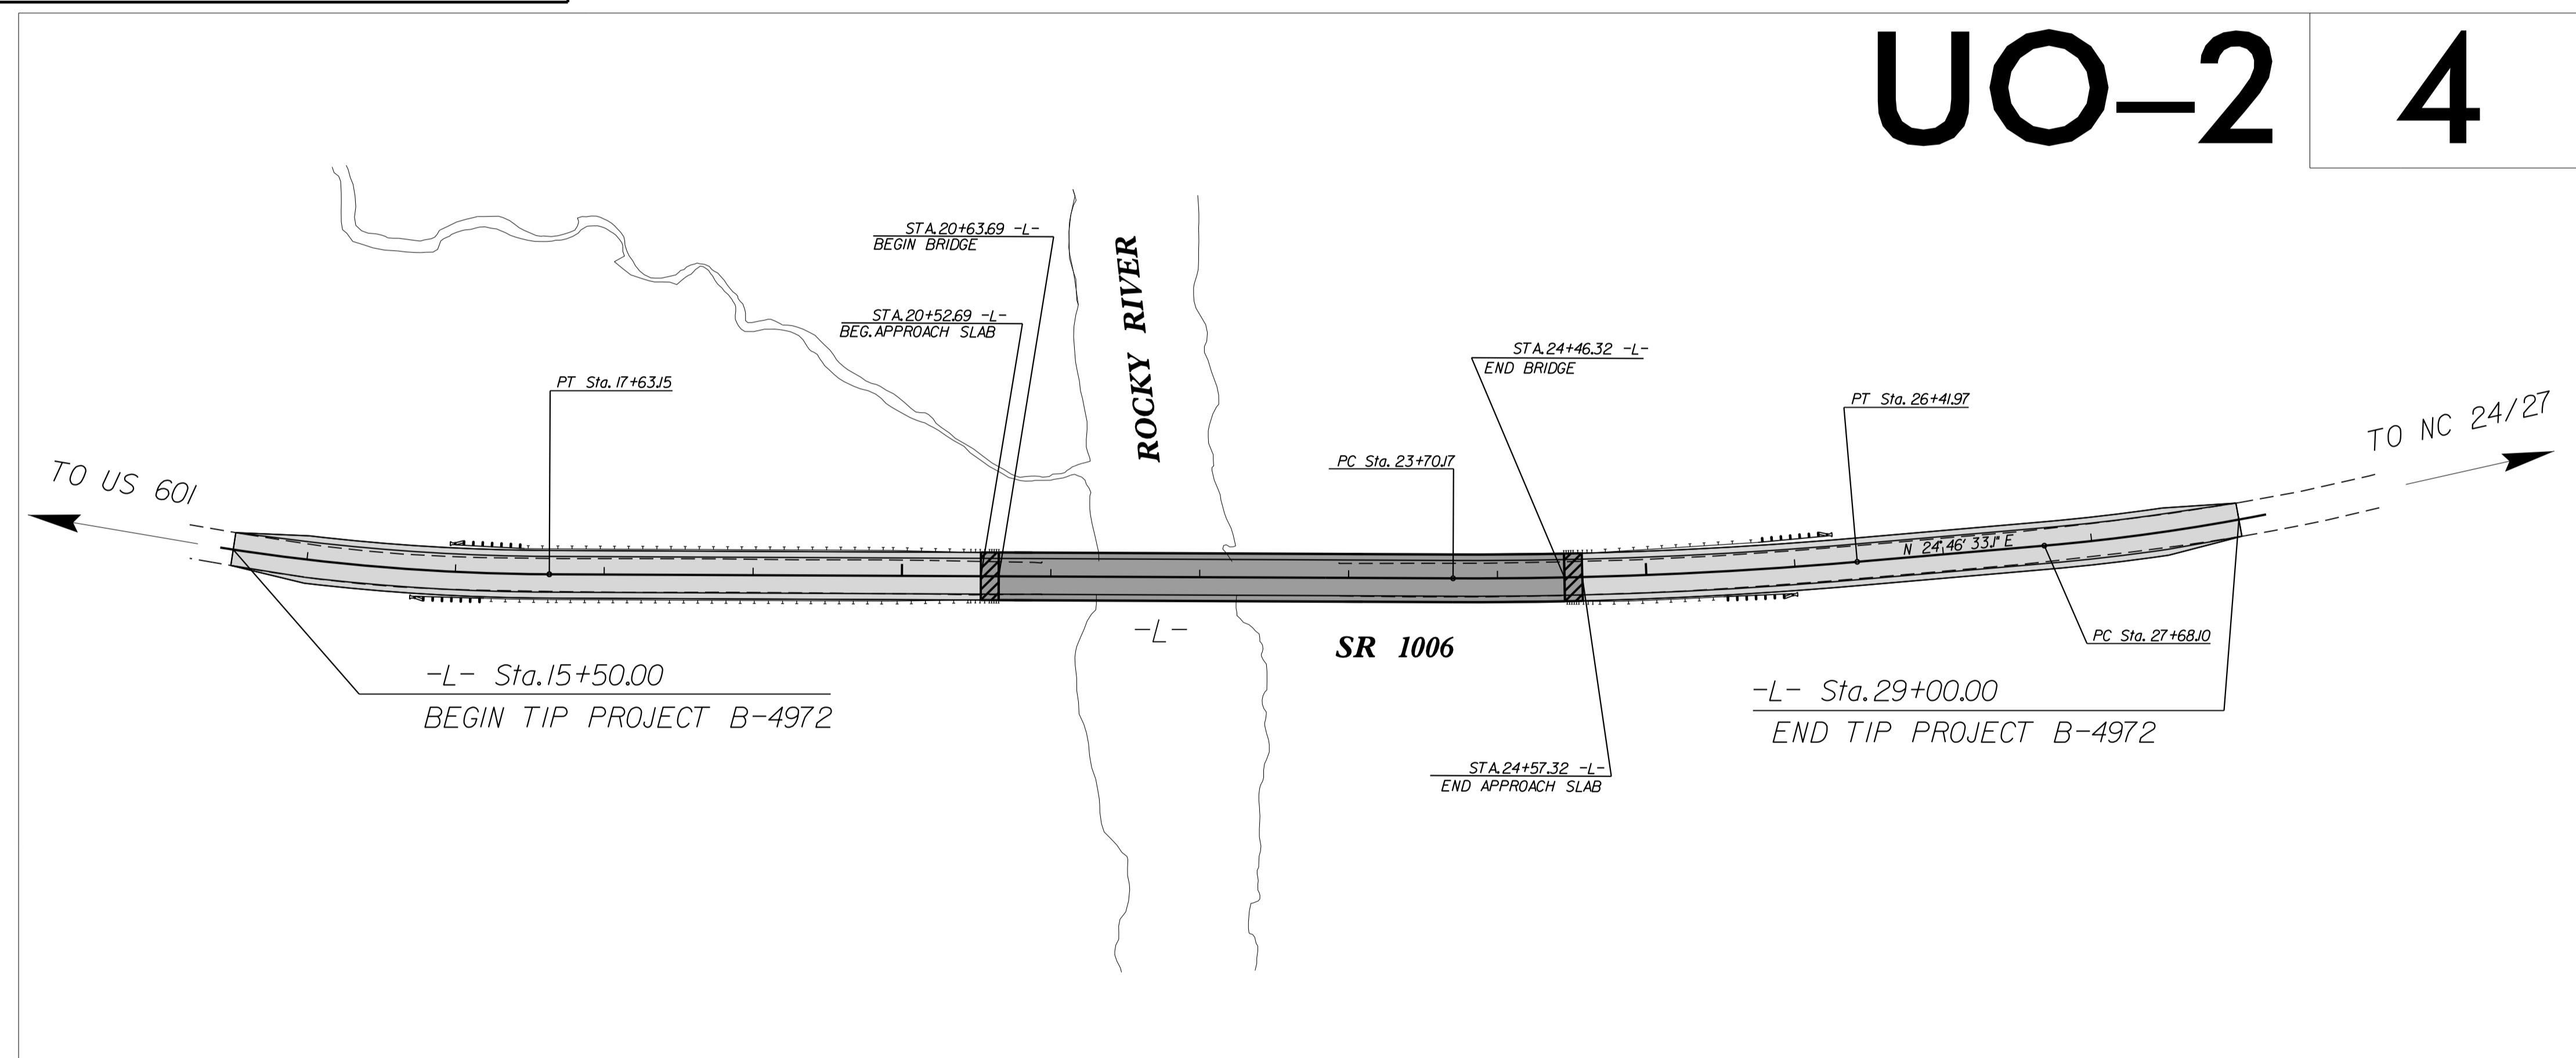 UO-2
4
STA.20+63.69 -L-
BEGIN BRIDGE
STA.20+52.69 -L-
BEG.APPROACH SLAB
ROCKY RIVER
STA.24+46.32 -L-
END BRIDGE
PT Sta. 17+63.15
PT Sta. 26+41.97
PC Sta. 23+70.17
TO US 601
TO NC 24/27
N 24°46' 33.1" E
-L-
SR 1006
PC Sta. 27+68.10
-L- Sta.15+50.00
BEGIN TIP PROJECT B-4972
-L- Sta.29+00.00
END TIP PROJECT B-4972
STA.24+57.32 -L-
END APPROACH SLAB